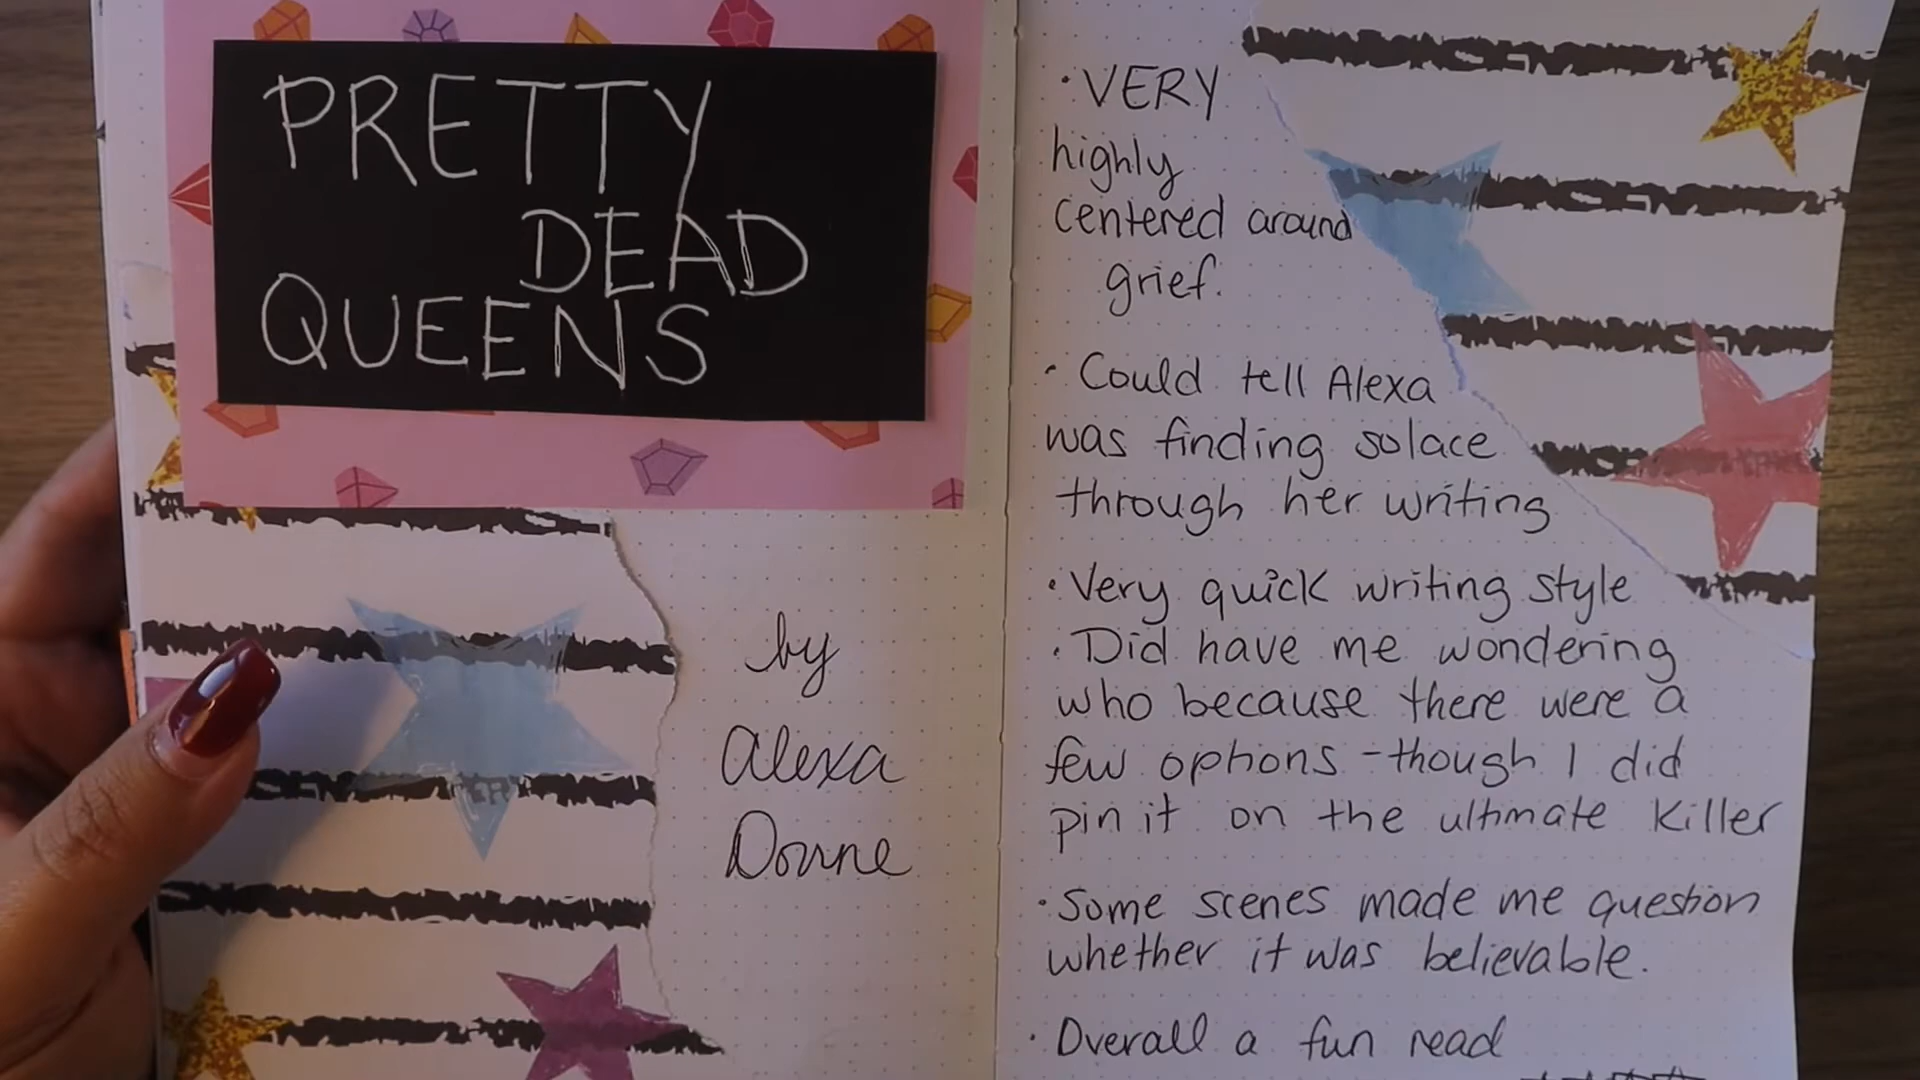 PRETTY
DEAD
QUEENS
by
Alexa
Donne
· VERY
highly
centered around
grief.
· Could tell Alexa
was finding solace
through her writing
· Very quick writing style
· Did have me wondering
who because there were a
few options - though I did
pin it on the ultimate killer
· Some scenes made me question
whether it was believable.
· Overall a fun read